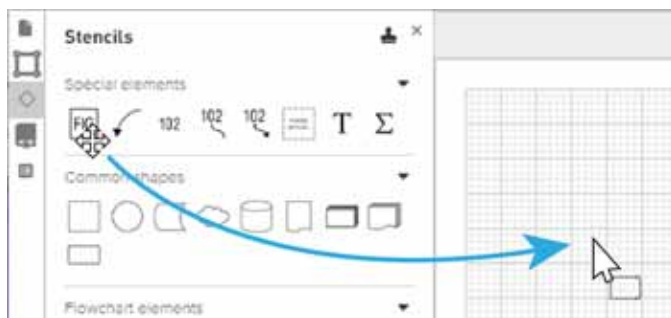 Stencils
Special elements
FIG 102 102 102 T Σ
Common shapes
Flowchart elements